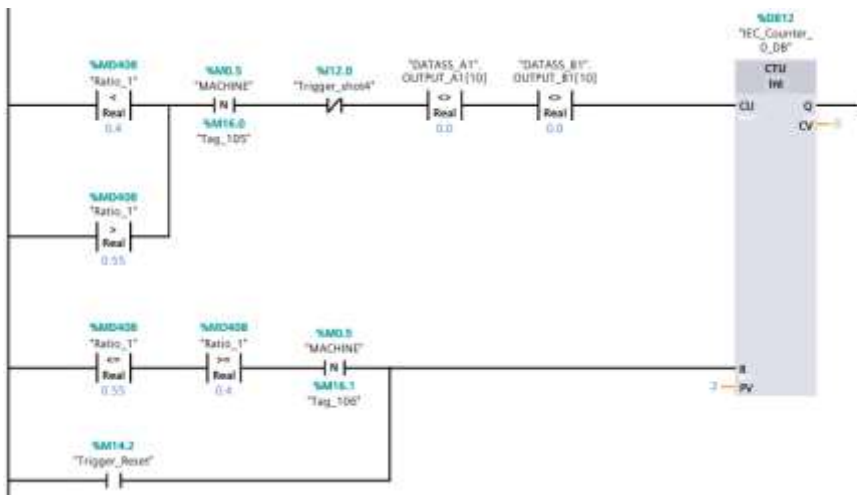 %DB12
"IEC_Counter_
0_DB"
%MD408
"Ratio_1"
<
Real
0.4
%M0.5
"MACHINE"
N
%M16.0
"Tag_105"
"Trigger_shot4"
"DATASS_A1".
OUTPUT_A1[10]
<>
Real
0.0
"DATASS_B1".
OUTPUT_B1[10]
<>
Real
0.0
CTU
Int
CU
Q
CV
%MD408
"Ratio_1"
>
Real
0.55
%MD408
"Ratio_1"
<=
Real
0.55
%MD408
"Ratio_1"
>=
Real
0.4
%M0.5
"MACHINE"
N
%M16.1
"Tag_106"
R
PV
%M14.2
"Trigger_Reset"